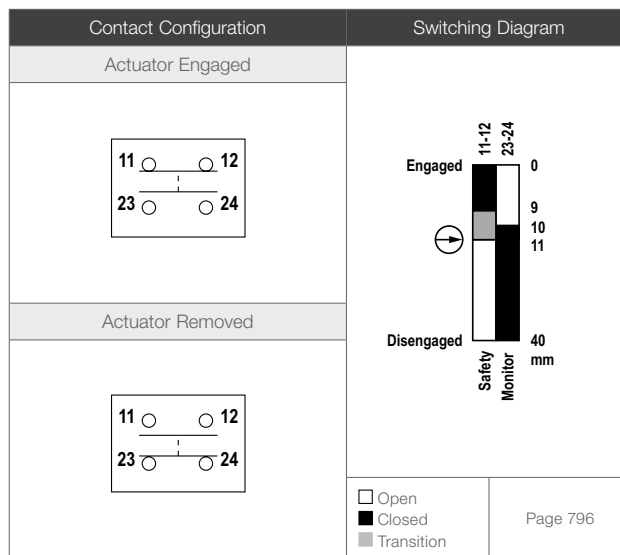 Contact Configuration
Switching Diagram
Actuator Engaged
11 12
23 24
Actuator Removed
11 12
23 24
11-12
23-24
Engaged
0
9
10
11
Disengaged
40
mm
Safety
Monitor
Open
Closed
Transition
Page 796